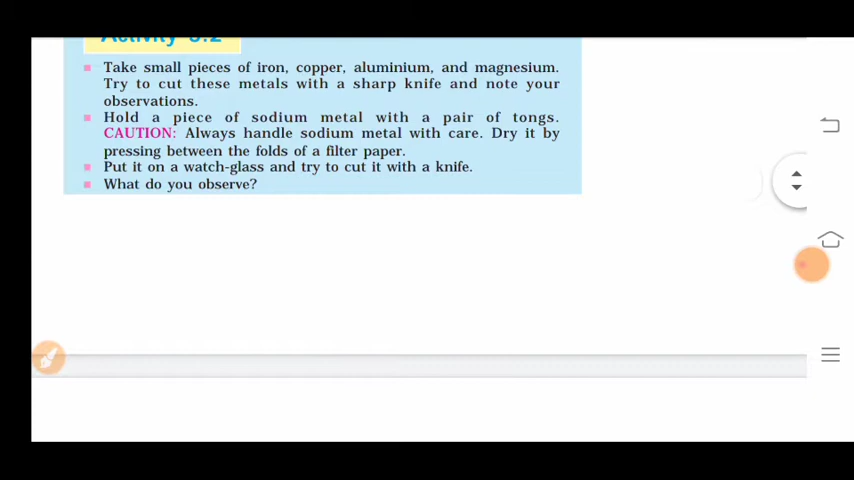 Activity 3.2
■ Take small pieces of iron, copper, aluminium, and magnesium.
Try to cut these metals with a sharp knife and note your
observations.
■ Hold a piece of sodium metal with a pair of tongs.
CAUTION: Always handle sodium metal with care. Dry it by
pressing between the folds of a filter paper.
■ Put it on a watch-glass and try to cut it with a knife.
■ What do you observe?